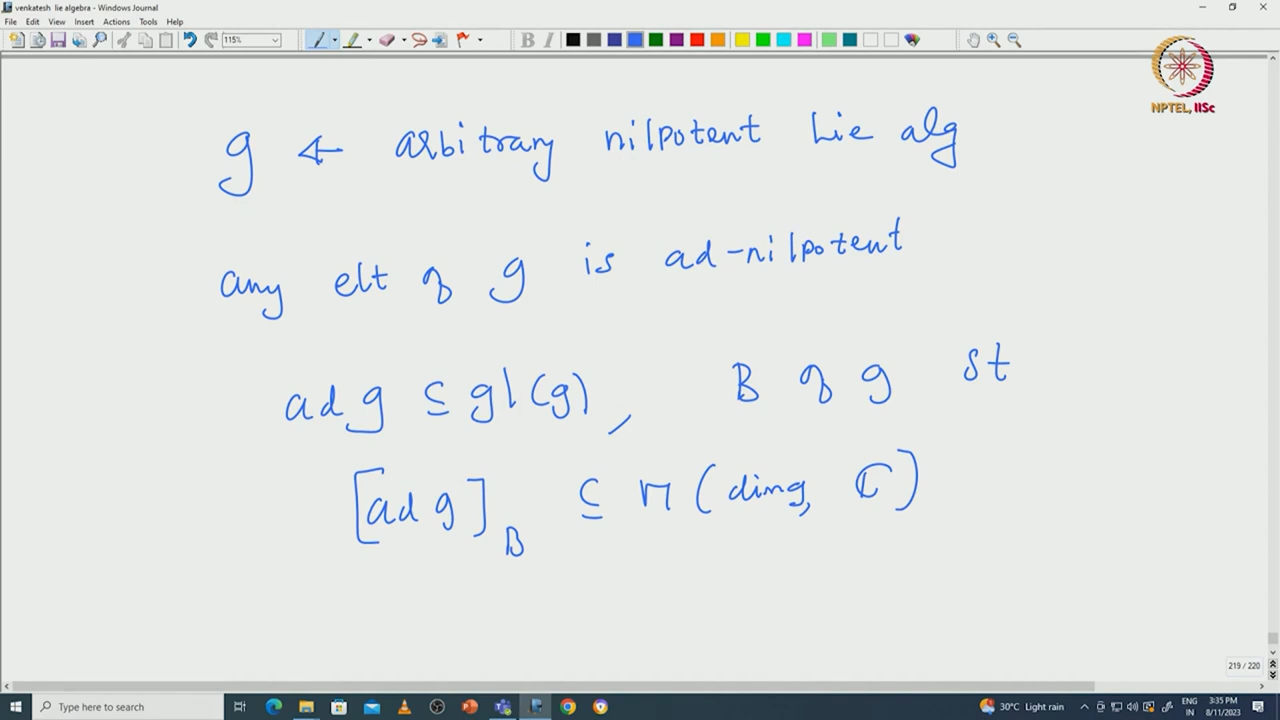 venkatesh lie algebra - Windows Journal
File Edit View Insert Actions Tools Help
115%
B I
NPTEL, IISc
g ← arbitrary nilpotent Lie alg
any elt of g is ad-nilpotent
ad g ⊆ gl(g), B of g st
[ad g]_B ⊆ n(dim g, ℂ)
219 / 220
Type here to search
30°C Light rain
ENG
IN
3:35 PM
8/11/2023